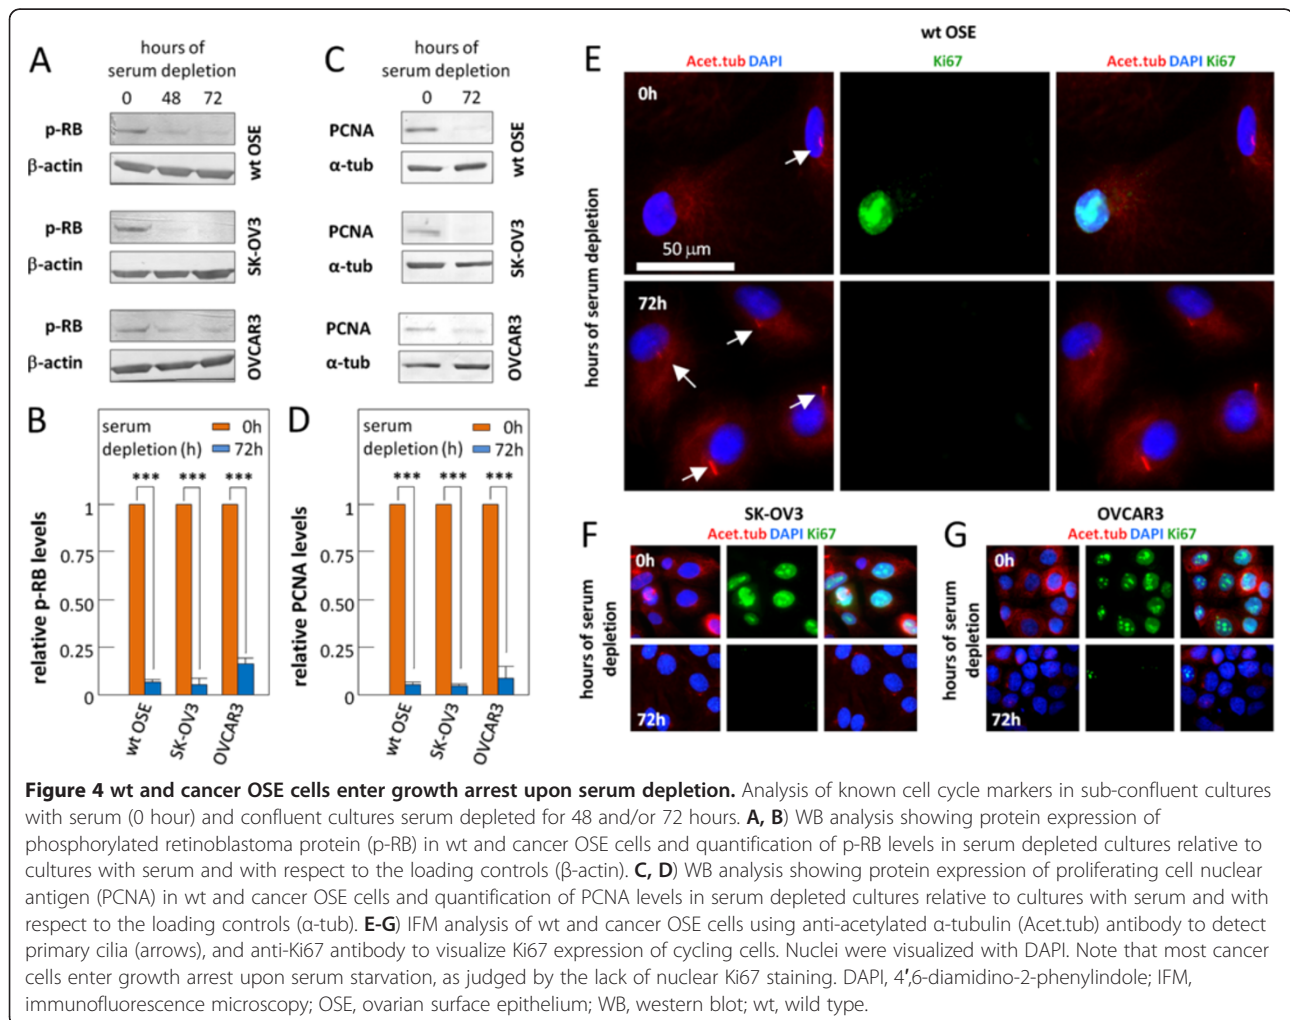 A
hours of
serum depletion
0 48 72
p-RB
β-actin
wt OSE
p-RB
β-actin
SK-OV3
p-RB
β-actin
OVCAR3
C
hours of
serum depletion
0 72
PCNA
α-tub
wt OSE
PCNA
α-tub
SK-OV3
PCNA
α-tub
OVCAR3
B
serum
depletion (h)
0h
72h
*** *** ***
relative p-RB levels
1
0.75
0.50
0.25
0
wt OSE
SK-OV3
OVCAR3
D
serum
depletion (h)
0h
72h
*** *** ***
relative PCNA levels
1
0.75
0.50
0.25
0
wt OSE
SK-OV3
OVCAR3
E
wt OSE
Acet.tub DAPI
Ki67
Acet.tub DAPI Ki67
hours of serum depletion
0h
50 μm
72h
F
SK-OV3
Acet.tub DAPI Ki67
hours of serum
depletion
0h
72h
G
OVCAR3
Acet.tub DAPI Ki67
hours of serum
depletion
0h
72h
Figure 4 wt and cancer OSE cells enter growth arrest upon serum depletion. Analysis of known cell cycle markers in sub-confluent cultures
with serum (0 hour) and confluent cultures serum depleted for 48 and/or 72 hours. A, B) WB analysis showing protein expression of
phosphorylated retinoblastoma protein (p-RB) in wt and cancer OSE cells and quantification of p-RB levels in serum depleted cultures relative to
cultures with serum and with respect to the loading controls (β-actin). C, D) WB analysis showing protein expression of proliferating cell nuclear
antigen (PCNA) in wt and cancer OSE cells and quantification of PCNA levels in serum depleted cultures relative to cultures with serum and with
respect to the loading controls (α-tub). E-G) IFM analysis of wt and cancer OSE cells using anti-acetylated α-tubulin (Acet.tub) antibody to detect
primary cilia (arrows), and anti-Ki67 antibody to visualize Ki67 expression of cycling cells. Nuclei were visualized with DAPI. Note that most cancer
cells enter growth arrest upon serum starvation, as judged by the lack of nuclear Ki67 staining. DAPI, 4′,6-diamidino-2-phenylindole; IFM,
immunofluorescence microscopy; OSE, ovarian surface epithelium; WB, western blot; wt, wild type.